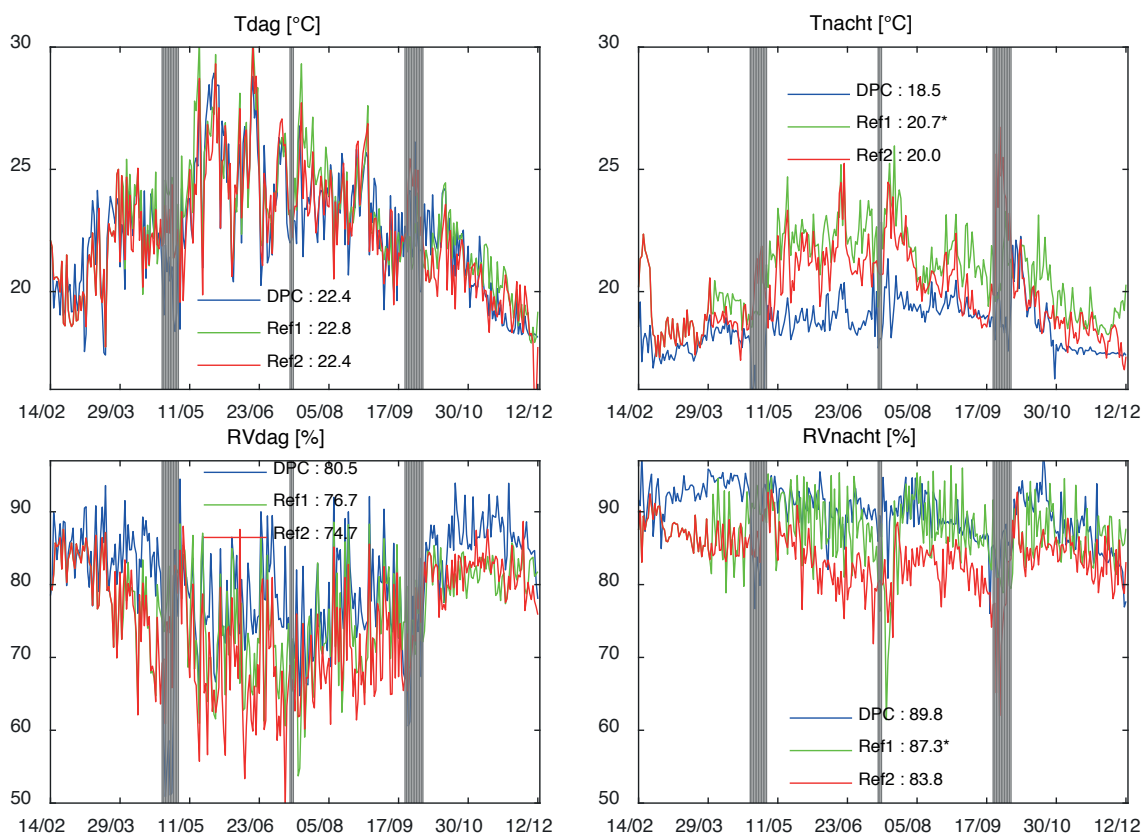 Tdag [°C]
30
25
20
DPC : 22.4
Ref1 : 22.8
Ref2 : 22.4
14/02 29/03 11/05 23/06 05/08 17/09 30/10 12/12
Tnacht [°C]
30
25
20
DPC : 18.5
Ref1 : 20.7*
Ref2 : 20.0
14/02 29/03 11/05 23/06 05/08 17/09 30/10 12/12
RVdag [%]
90
80
70
60
50
DPC : 80.5
Ref1 : 76.7
Ref2 : 74.7
14/02 29/03 11/05 23/06 05/08 17/09 30/10 12/12
RVnacht [%]
90
80
70
60
50
DPC : 89.8
Ref1 : 87.3*
Ref2 : 83.8
14/02 29/03 11/05 23/06 05/08 17/09 30/10 12/12